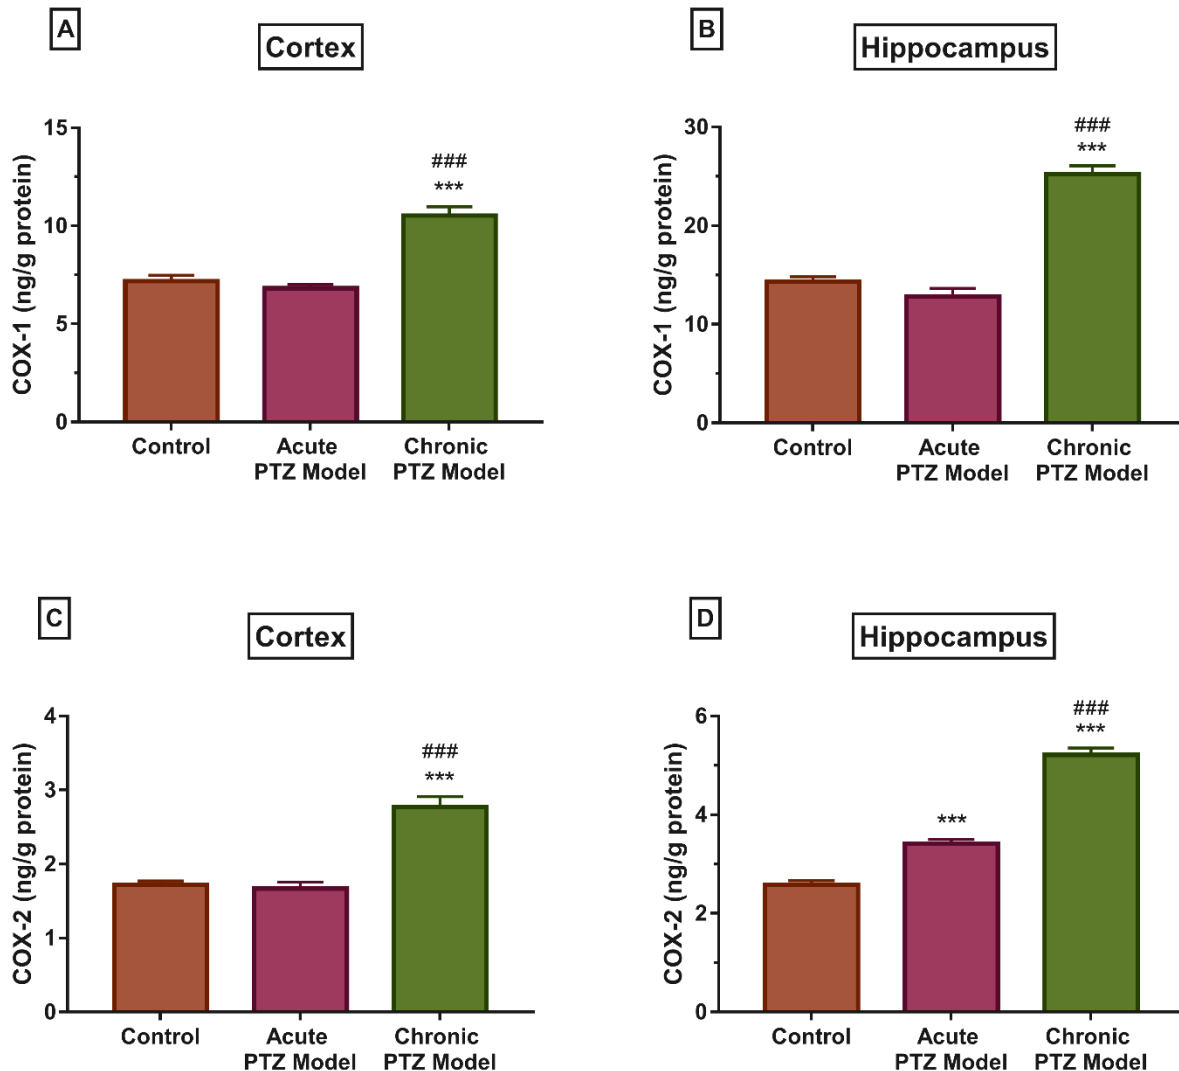 A
Cortex
COX-1 (ng/g protein)
15
10
5
0
###
***
Control
Acute
PTZ Model
Chronic
PTZ Model
B
Hippocampus
COX-1 (ng/g protein)
30
20
10
0
###
***
Control
Acute
PTZ Model
Chronic
PTZ Model
C
Cortex
COX-2 (ng/g protein)
4
3
2
1
0
###
***
Control
Acute
PTZ Model
Chronic
PTZ Model
D
Hippocampus
COX-2 (ng/g protein)
6
4
2
0
***
###
***
Control
Acute
PTZ Model
Chronic
PTZ Model